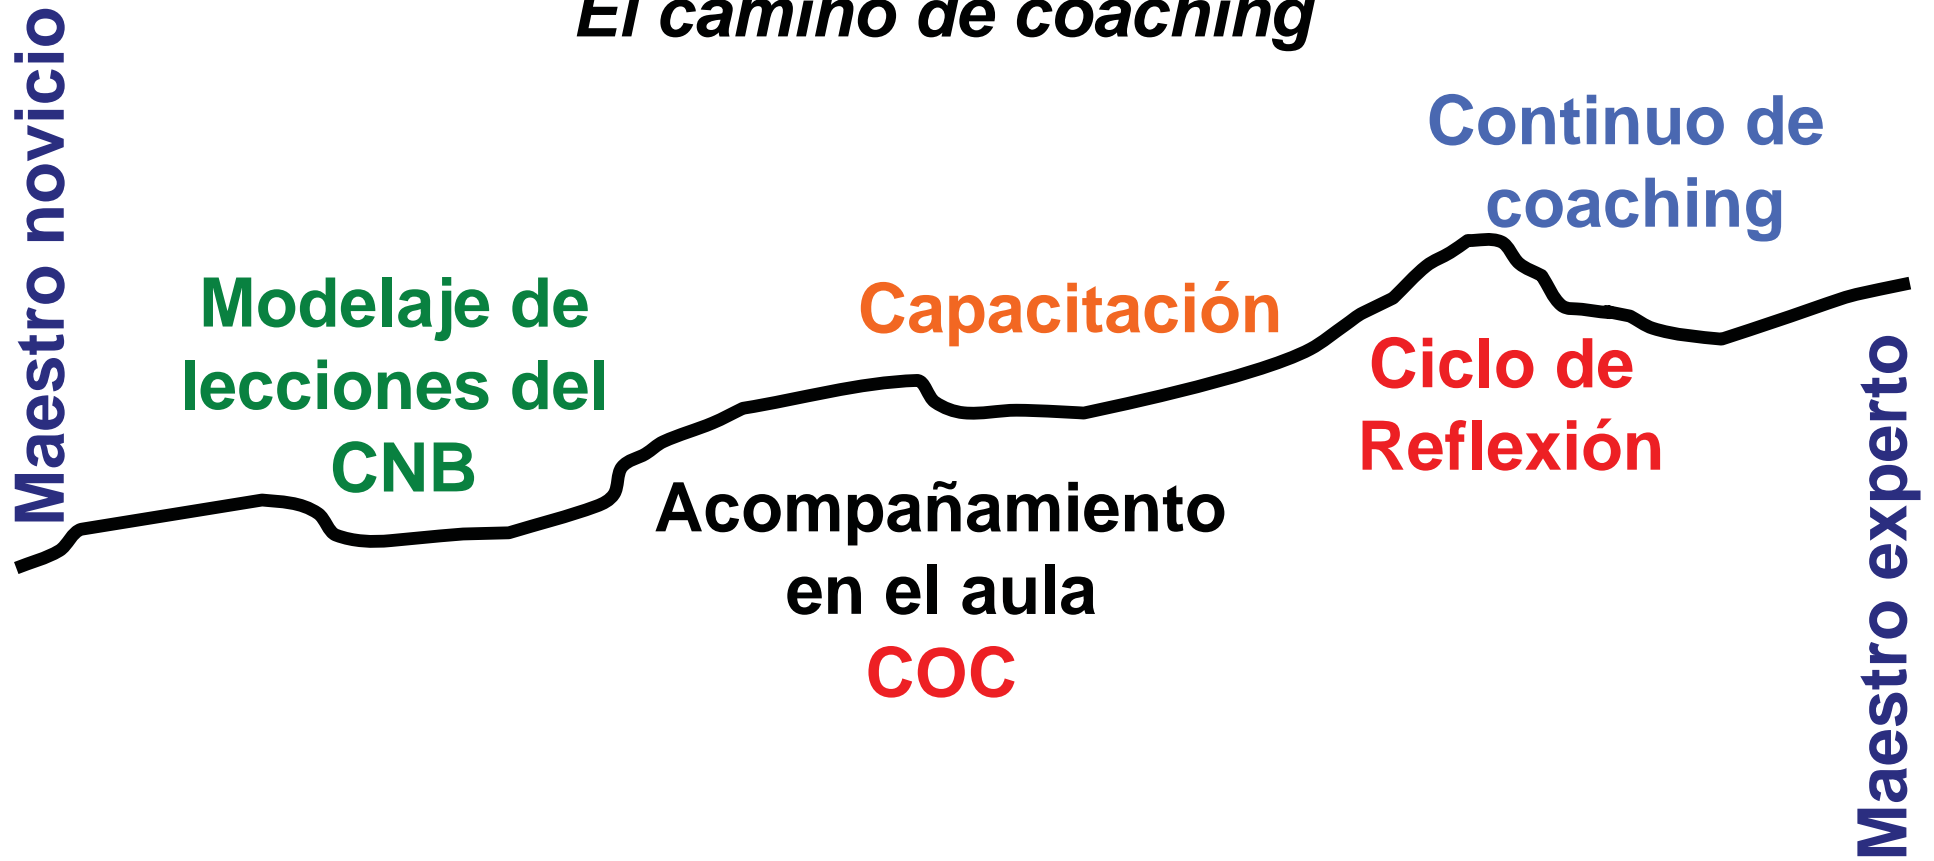 El camino de coaching
Maestro novicio
Modelaje de
lecciones del
CNB
Capacitación
Acompañamiento
en el aula
COC
Continuo de
coaching
Ciclo de
Reflexión
Maestro experto